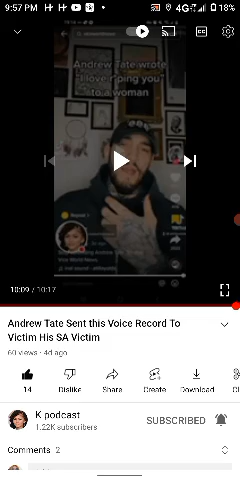 9:57 PM
4G
18%
CC
Andrew Tate wrote
"I love r*ping you"
to a woman
10:09 / 10:17
Andrew Tate Sent this Voice Record To
Victim His SA Victim
60 views · 4d ago
14
Dislike
Share
Create
Download
K podcast
1.22K subscribers
SUBSCRIBED
Comments 2